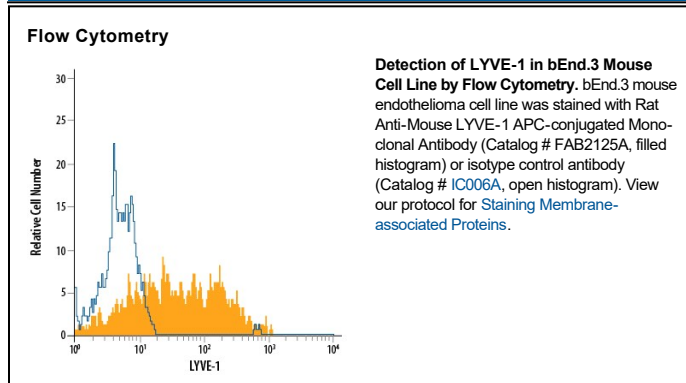 Flow Cytometry
Detection of LYVE-1 in bEnd.3 Mouse
Cell Line by Flow Cytometry. bEnd.3 mouse
endothelioma cell line was stained with Rat
Anti-Mouse LYVE-1 APC-conjugated Mono-
clonal Antibody (Catalog # FAB2125A, filled
histogram) or isotype control antibody
(Catalog # IC006A, open histogram). View
our protocol for Staining Membrane-
associated Proteins.
Relative Cell Number
30
25
20
15
10
5
0
10⁰ 10¹ 10² 10³ 10⁴
LYVE-1